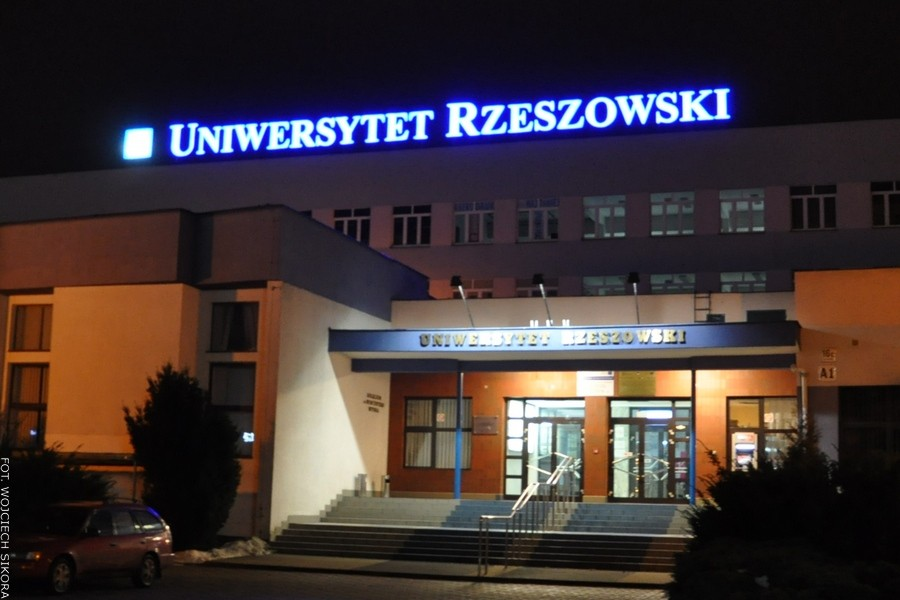 UNIWERSYTET RZESZOWSKI
UNIWERSYTET RZESZOWSKI
A1
FOT. WOJCIECH SIKORA